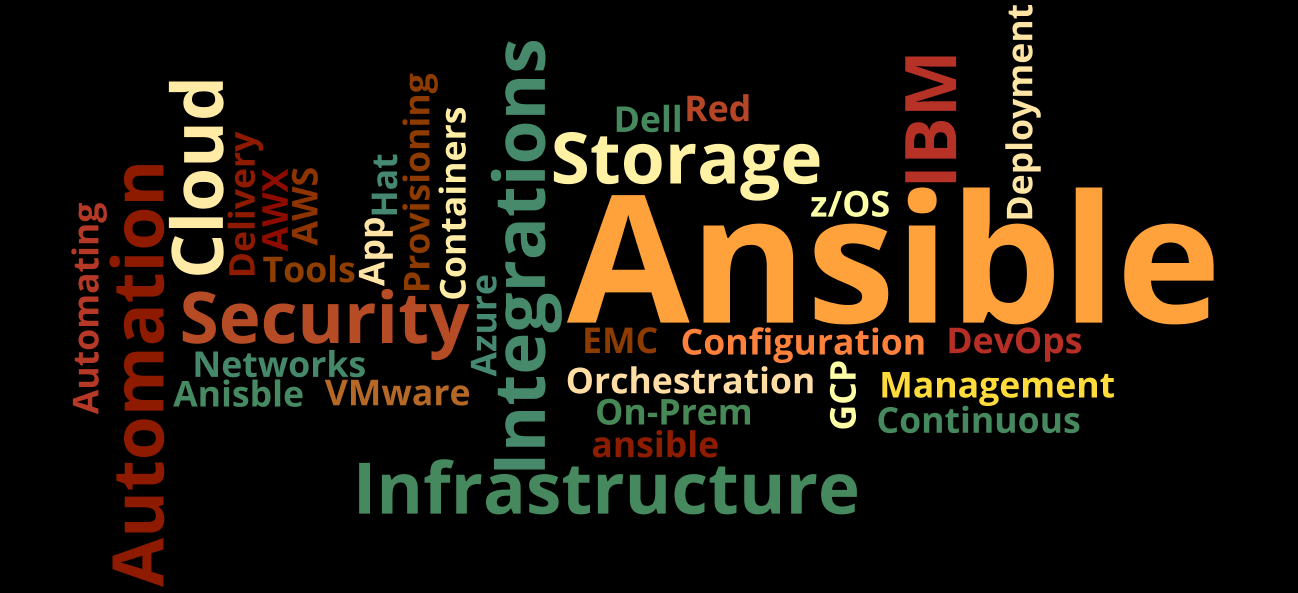 Automating
Automation
Cloud
Delivery
AWX
AWS
Tools
App
Hat
Provisioning
Containers
Security
Networks
Anisble
VMware
Azure
Integrations
Dell
Red
Storage
z/OS
IBM
Deployment
Ansible
EMC
Configuration
DevOps
Orchestration
GCP
Management
On-Prem
Continuous
ansible
Infrastructure